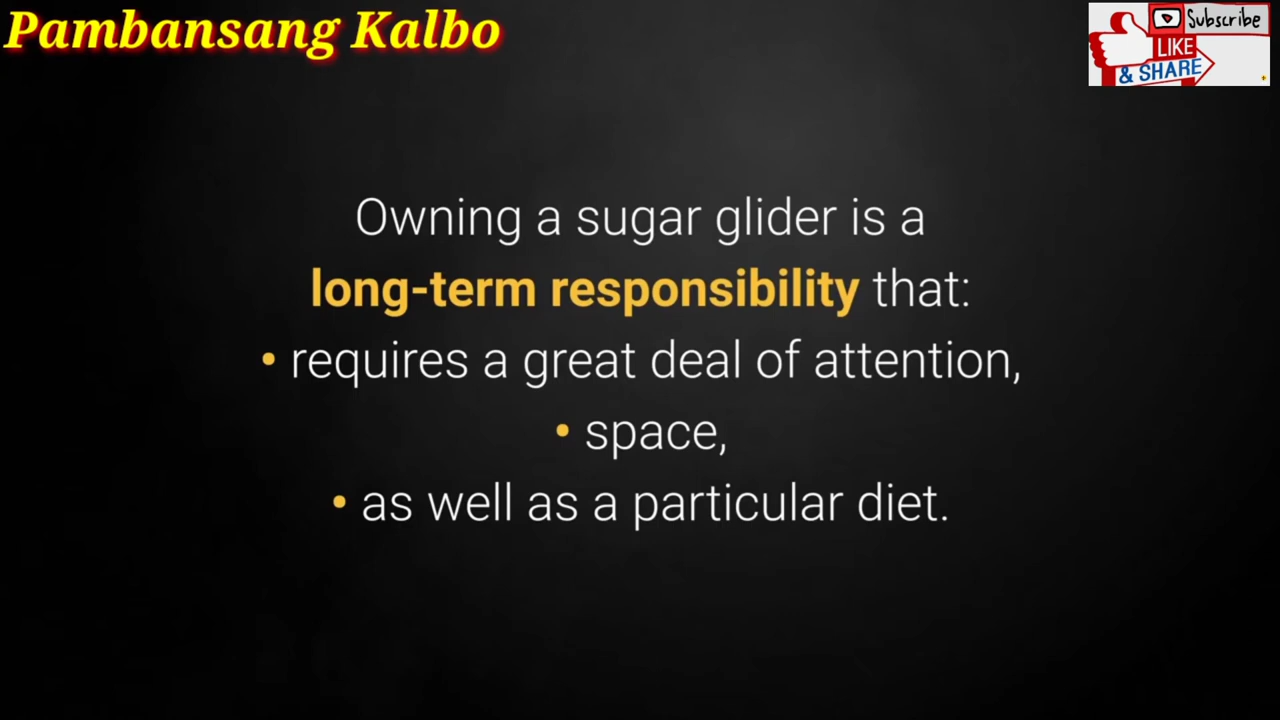 Pambansang Kalbo
Subscribe
LIKE
& SHARE
Owning a sugar glider is a
long-term responsibility that:
• requires a great deal of attention,
• space,
• as well as a particular diet.